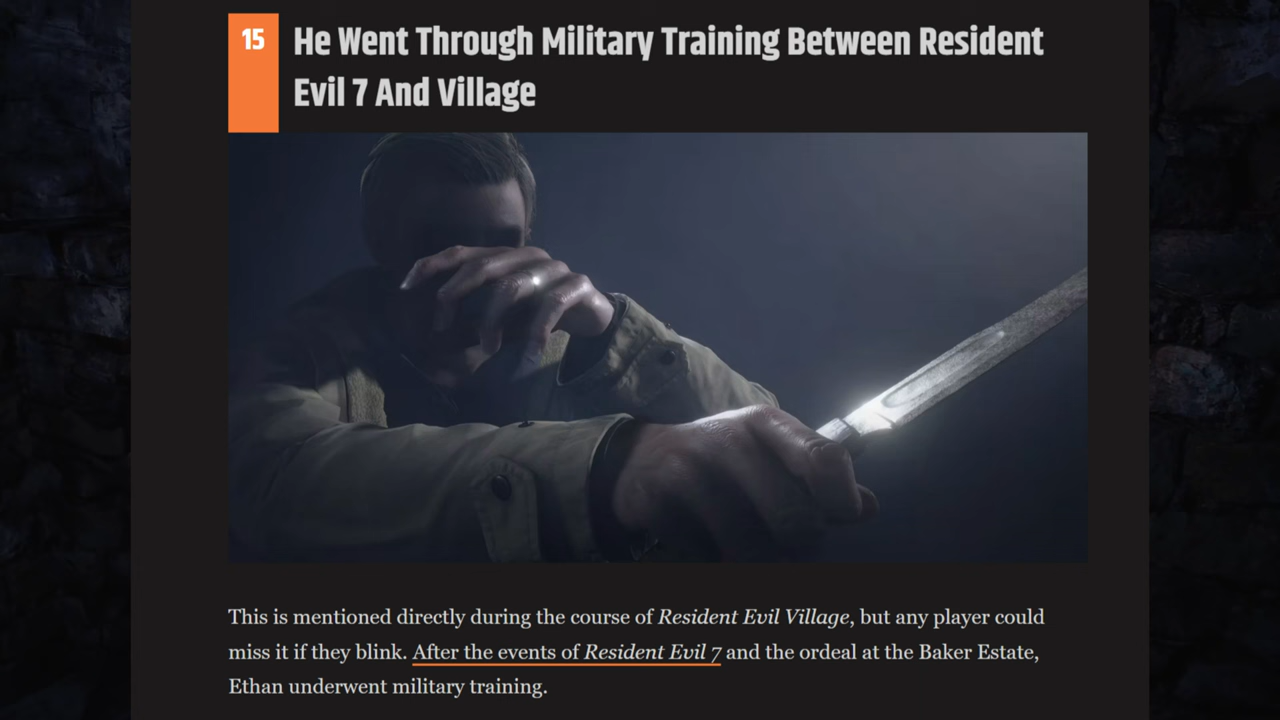 15
He Went Through Military Training Between Resident
Evil 7 And Village
This is mentioned directly during the course of Resident Evil Village, but any player could
miss it if they blink. After the events of Resident Evil 7 and the ordeal at the Baker Estate,
Ethan underwent military training.